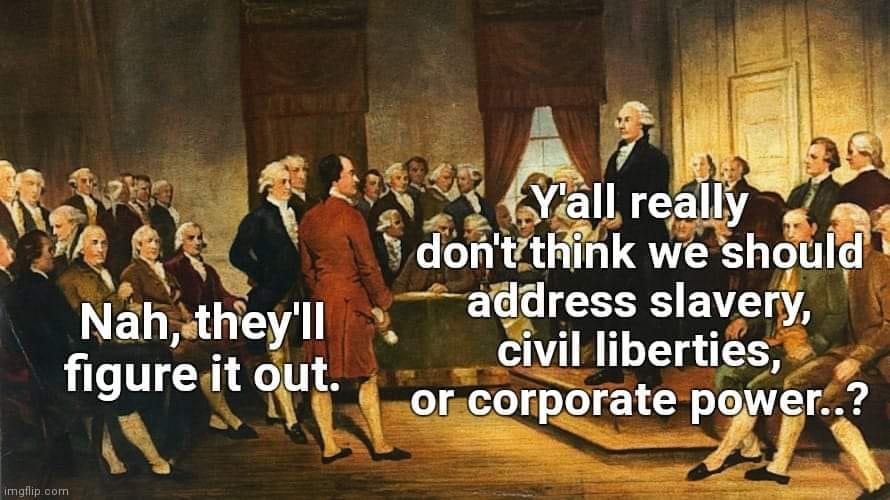 Y'all really
don't think we should
address slavery,
civil liberties,
or corporate power..?
Nah, they'll
figure it out.
imgflip.com